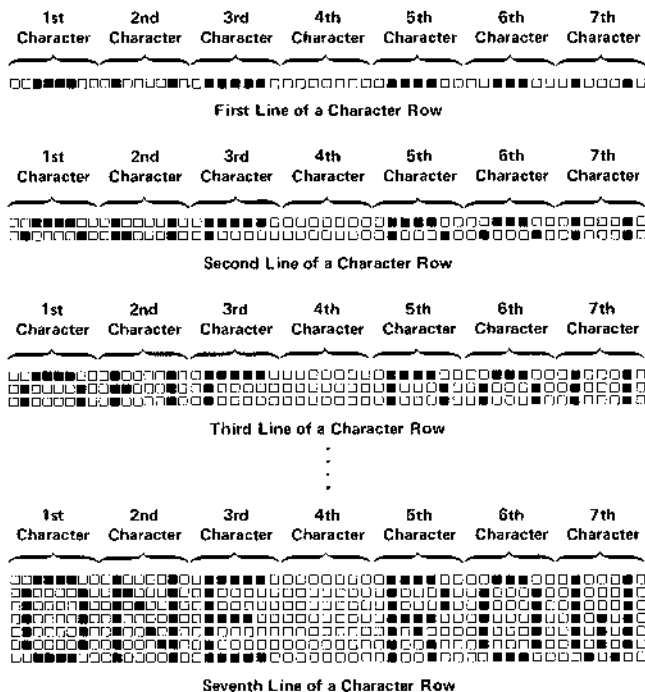 1st 2nd 3rd 4th 5th 6th 7th
Character Character Character Character Character Character Character
First Line of a Character Row
1st 2nd 3rd 4th 5th 6th 7th
Character Character Character Character Character Character Character
Second Line of a Character Row
1st 2nd 3rd 4th 5th 6th 7th
Character Character Character Character Character Character Character
Third Line of a Character Row
1st 2nd 3rd 4th 5th 6th 7th
Character Character Character Character Character Character Character
Seventh Line of a Character Row